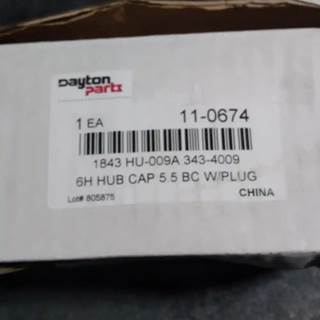 Dayton
parts
1 EA 11-0674
1843 HU-009A 343-4009
6H HUB CAP 5.5 BC W/PLUG
Lot# 805875 CHINA